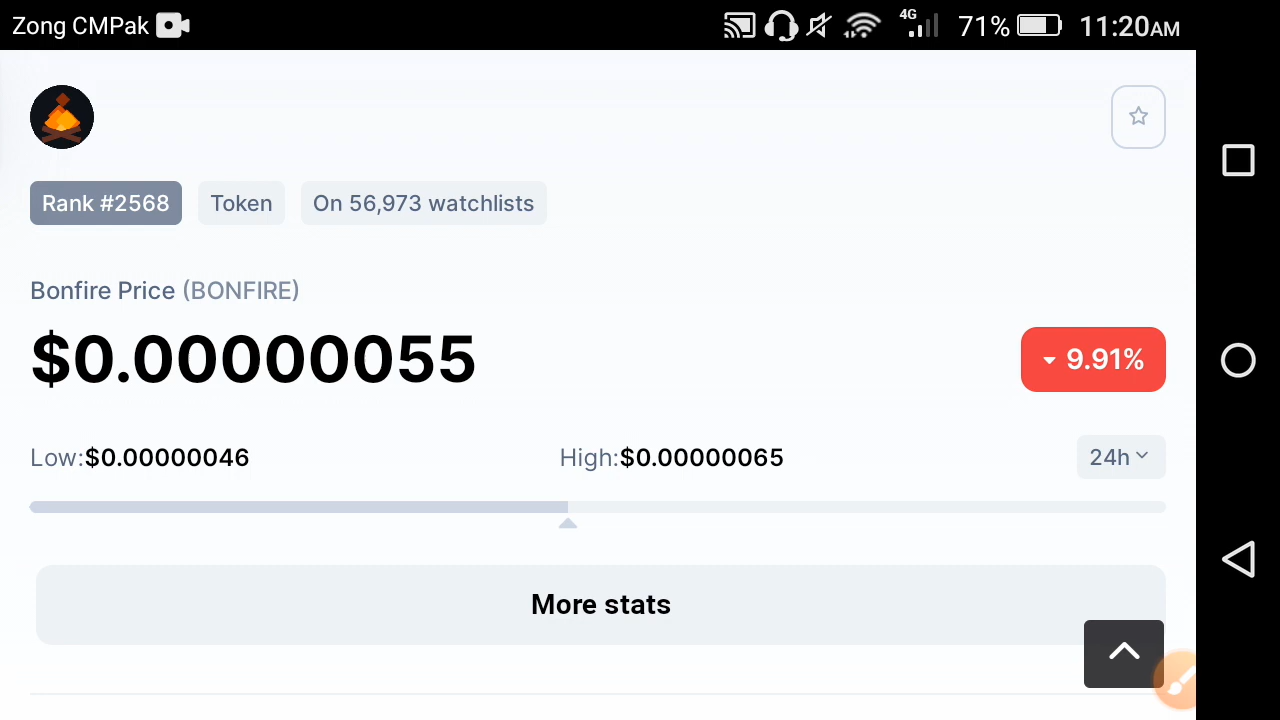 Zong CMPak 4G 71% 11:20AM
Rank #2568 Token On 56,973 watchlists
Bonfire Price (BONFIRE)
$0.00000055 9.91%
Low:$0.00000046 High:$0.00000065 24h
More stats